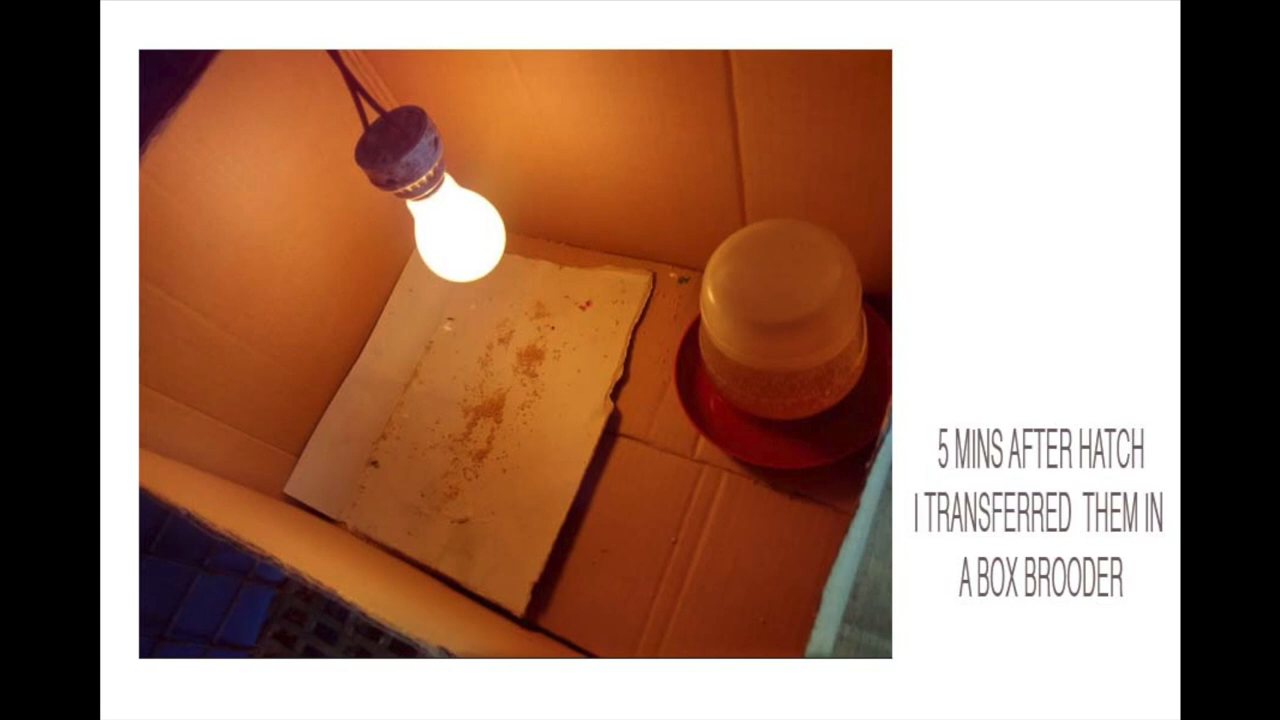 5 MINS AFTER HATCH
I TRANSFERRED THEM IN
A BOX BROODER